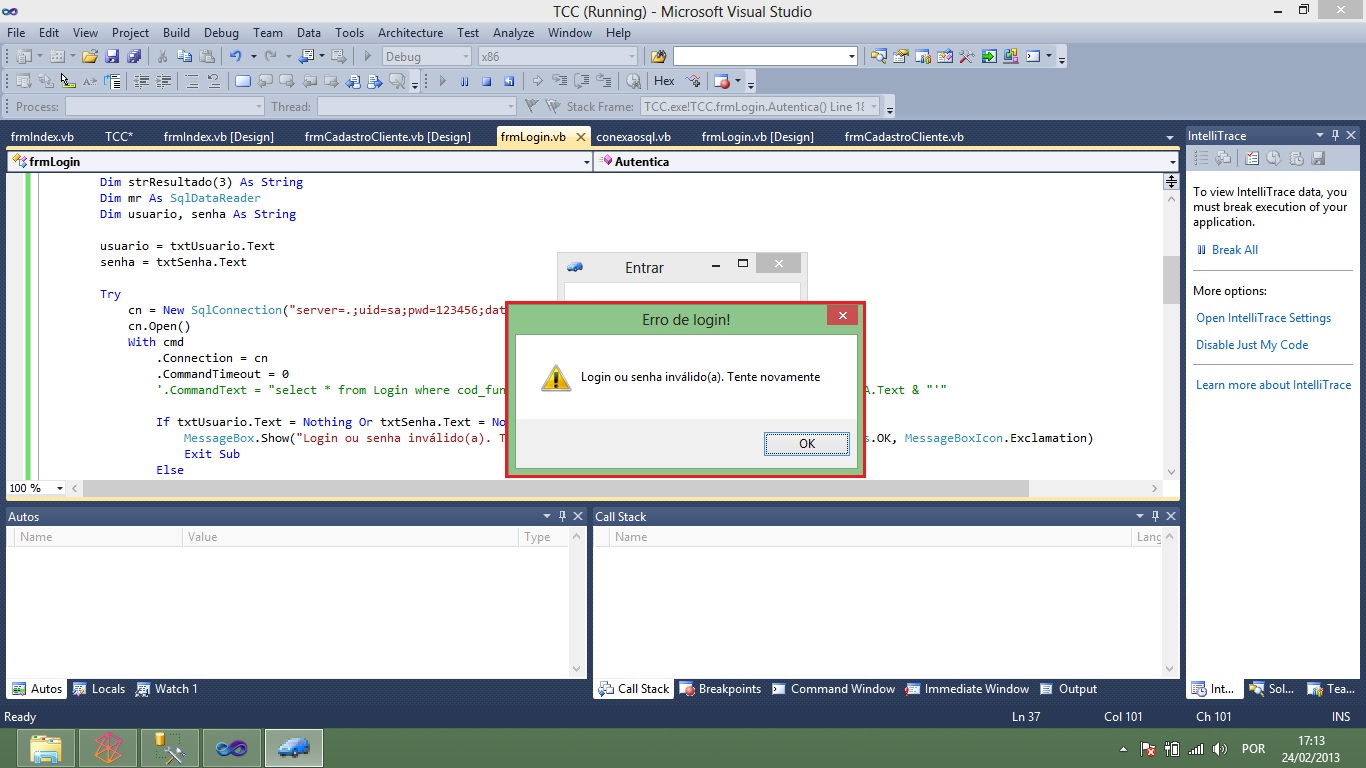 TCC (Running) - Microsoft Visual Studio
File Edit View Project Build Debug Team Data Tools Architecture Test Analyze Window Help
Debug x86
Hex
Process: Thread: Stack Frame: TCC.exe!TCC.frmLogin.Autentica() Line 18
frmIndex.vb TCC* frmIndex.vb [Design] frmCadastroCliente.vb [Design] frmLogin.vb conexaosql.vb frmLogin.vb [Design] frmCadastroCliente.vb
frmLogin Autentica
Dim strResultado(3) As String
Dim mr As SqlDataReader
Dim usuario, senha As String
usuario = txtUsuario.Text
senha = txtSenha.Text
Try
cn = New SqlConnection("server=.;uid=sa;pwd=123456;dat
cn.Open()
With cmd
.Connection = cn
.CommandTimeout = 0
'.CommandText = "select * from Login where cod_fun A.Text & "'"
If txtUsuario.Text = Nothing Or txtSenha.Text = No
MessageBox.Show("Login ou senha inválido(a). T s.OK, MessageBoxIcon.Exclamation)
Exit Sub
Else
100 %
Entrar
Erro de login!
Login ou senha inválido(a). Tente novamente
OK
IntelliTrace
To view IntelliTrace data, you
must break execution of your
application.
Break All
More options:
Open IntelliTrace Settings
Disable Just My Code
Learn more about IntelliTrace
Autos
Name Value Type
Call Stack
Name Lang
Autos Locals Watch 1
Call Stack Breakpoints Command Window Immediate Window Output
Int... Sol... Tea...
Ready Ln 37 Col 101 Ch 101 INS
POR
17:13
24/02/2013